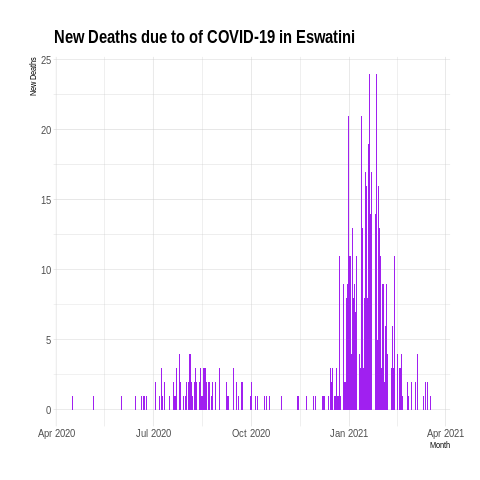 New Deaths due to of COVID-19 in Eswatini
New Deaths
25
20
15
10
5
0
Apr 2020 Jul 2020 Oct 2020 Jan 2021 Apr 2021
Month